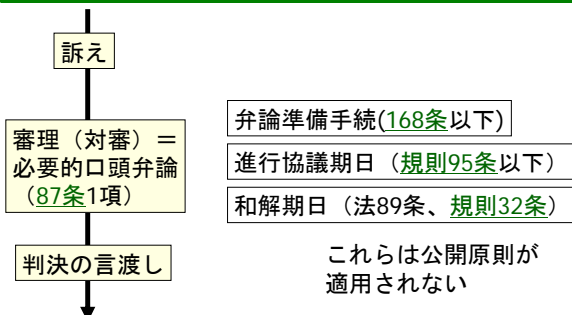 訴え
審理（対審）＝
必要的口頭弁論
（87条1項）
判決の言渡し
弁論準備手続(168条以下)
進行協議期日（規則95条以下）
和解期日（法89条、規則32条）
これらは公開原則が
適用されない